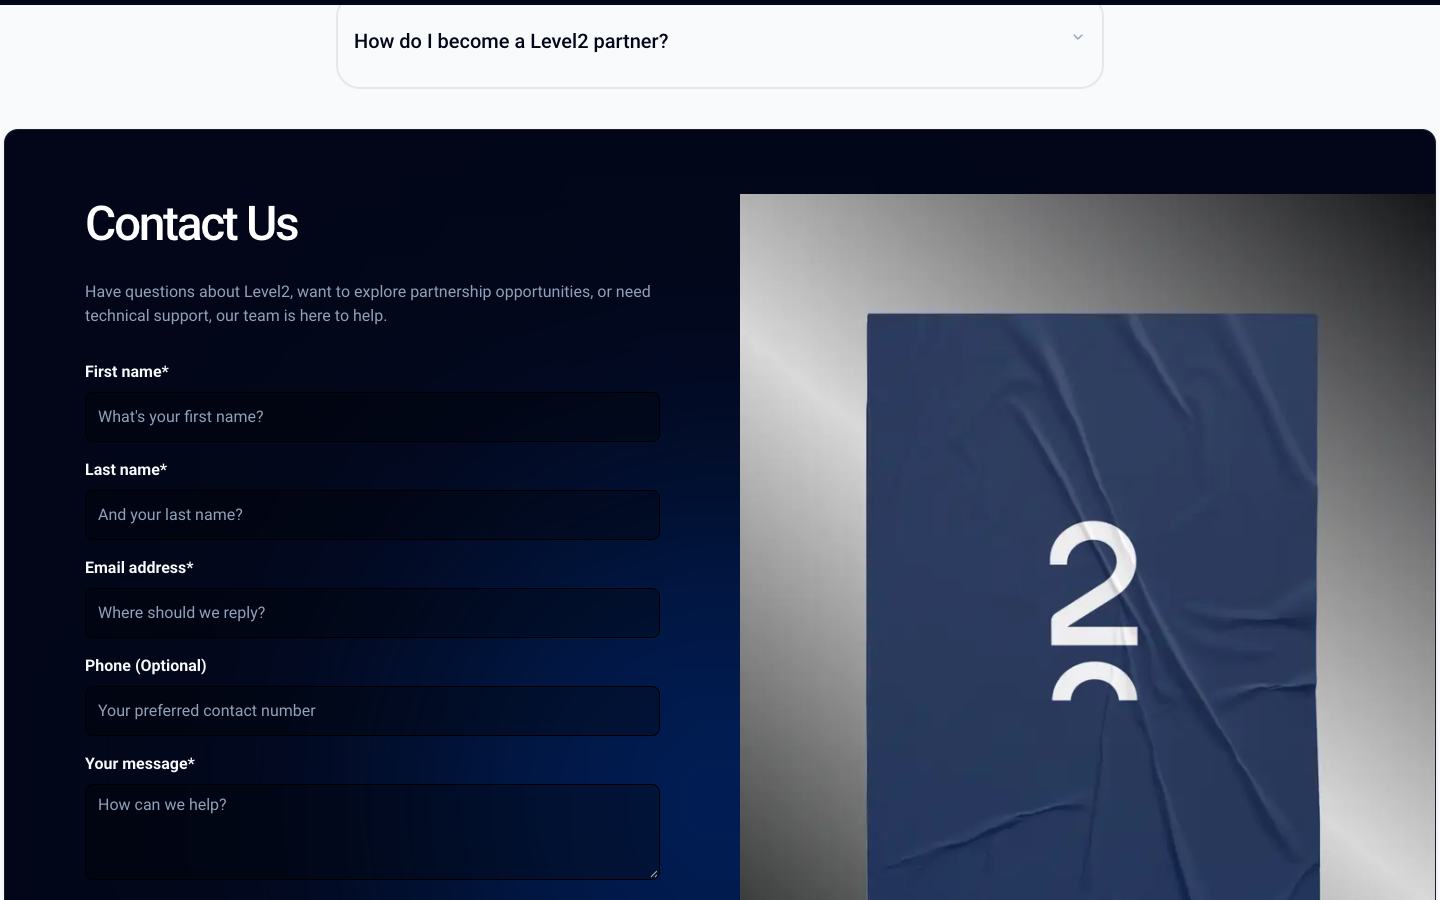 How do I become a Level2 partner?
Contact Us
Have questions about Level2, want to explore partnership opportunities, or need
technical support, our team is here to help.
First name*
What's your first name?
Last name*
And your last name?
Email address*
Where should we reply?
Phone (Optional)
Your preferred contact number
Your message*
How can we help?
2